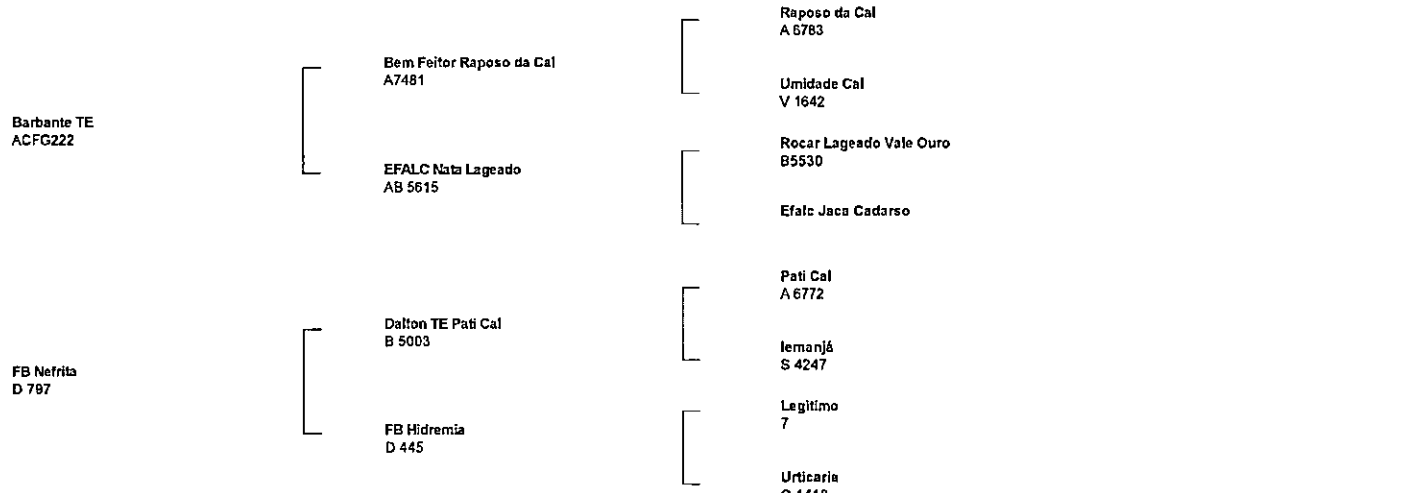 Barbante TE
ACFG222
Bem Feitor Raposo da Cal
A7481
EFALC Nata Lageado
AB 5615
Raposo da Cal
A 6783
Umidade Cal
V 1642
Rocar Lageado Vale Ouro
B5530
Efalc Jaca Cadarso
FB Nefrita
D 797
Dalton TE Pati Cal
B 5003
FB Hidremia
D 445
Pati Cal
A 6772
Iemanjá
S 4247
Legitimo
7
Urticaria